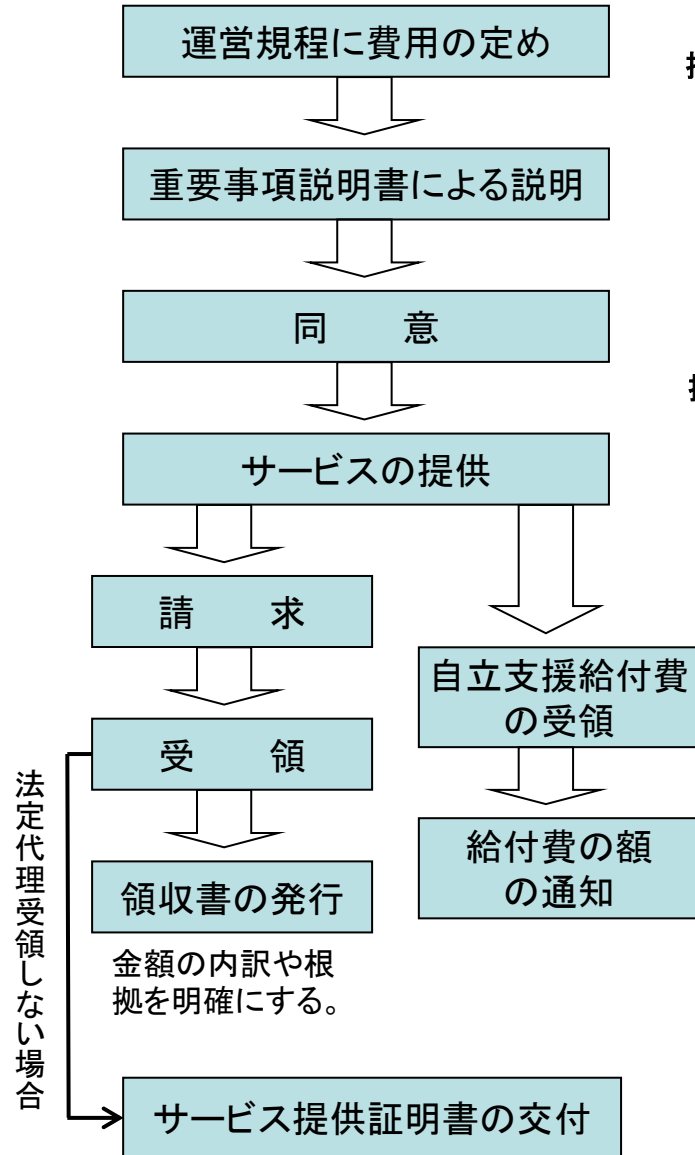 運営規程に費用の定め
重要事項説明書による説明
同　　意
サービスの提供
請　　求
自立支援給付費
の受領
受　　領
給付費の額
の通知
領収書の発行
金額の内訳や根
拠を明確にする。
法定代理受領しない場合
サービス提供証明書の交付